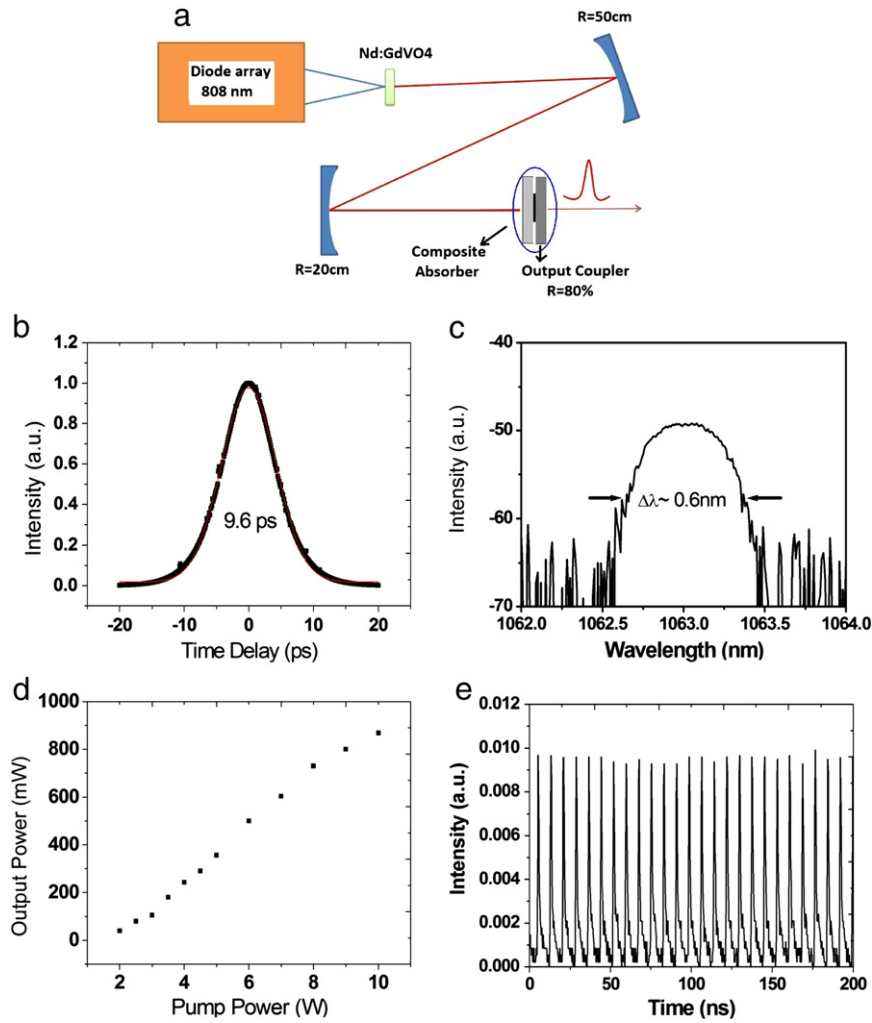 a
R=50cm
Nd:GdVO4
Diode array
808 nm
Composite
Absorber
Output Coupler
R=80%
R=20cm
b
1.2
1.0
0.8
0.6
0.4
0.2
0.0
Intensity (a.u.)
9.6 ps
-20 -10 0 10 20
Time Delay (ps)
c
-40
-50
-60
-70
Intensity (a.u.)
Δλ~ 0.6nm
1062.0 1062.5 1063.0 1063.5 1064.0
Wavelength (nm)
d
1000
800
600
400
200
0
Output Power (mW)
2 4 6 8 10
Pump Power (W)
e
0.012
0.010
0.008
0.006
0.004
0.002
0.000
Intensity (a.u.)
0 50 100 150 200
Time (ns)